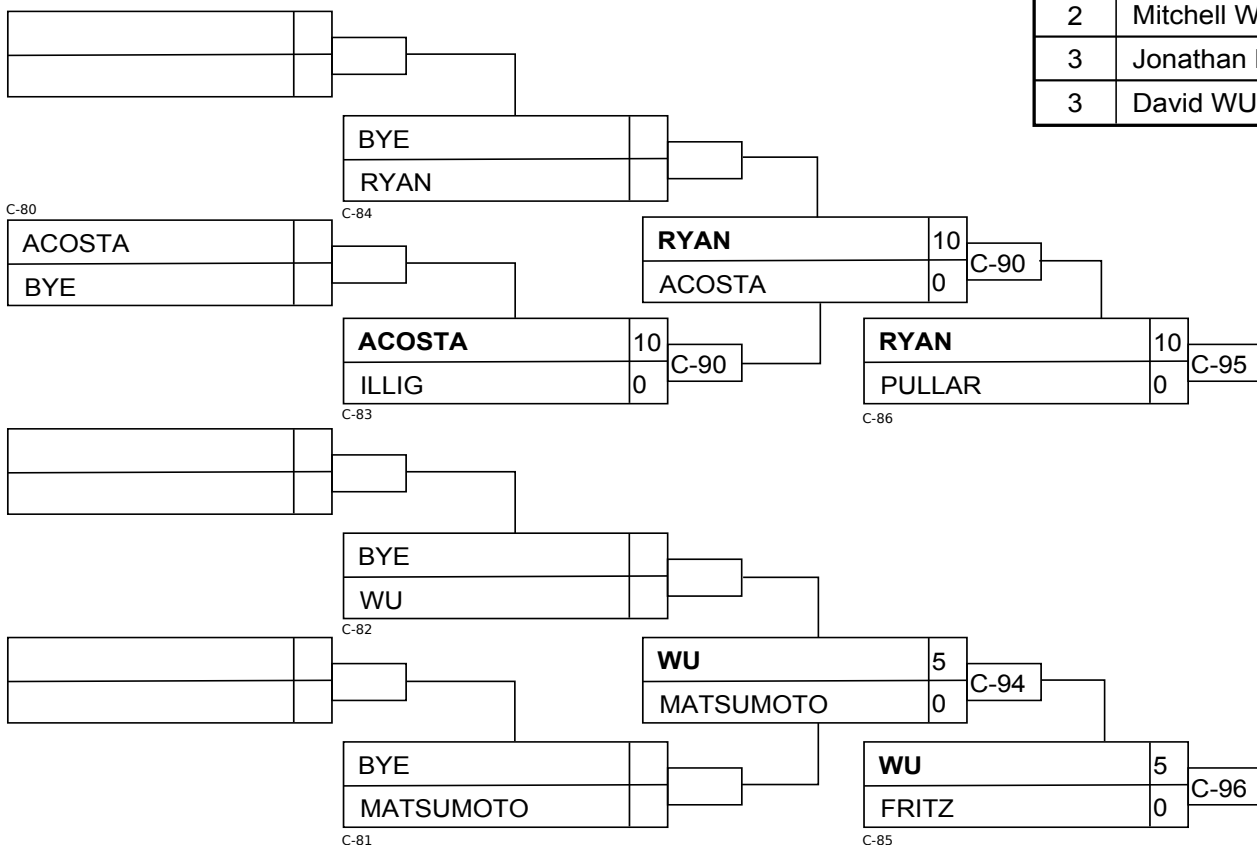 2 Mitchell
3 Jonathan
3 David WU
BYE
RYAN
C-84
C-80
ACOSTA
BYE
RYAN 10
ACOSTA 0
C-90
ACOSTA 10
ILLIG 0
C-90
C-83
RYAN 10
PULLAR 0
C-95
C-86
BYE
WU
C-82
WU 5
MATSUMOTO 0
C-94
BYE
MATSUMOTO
C-81
WU 5
FRITZ 0
C-96
C-85